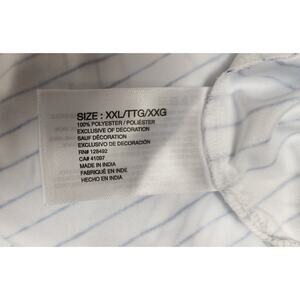 SIZE : XXL/TTG/XXG
100% POLYESTER / POLIÉSTER
EXCLUSIVE OF DECORATION
SAUF DÉCORATION
EXCLUSIVO DE DECORACIÓN
RN# 128492
CA# 41097
MADE IN INDIA
FABRIQUÉ EN INDE
HECHO EN INDIA